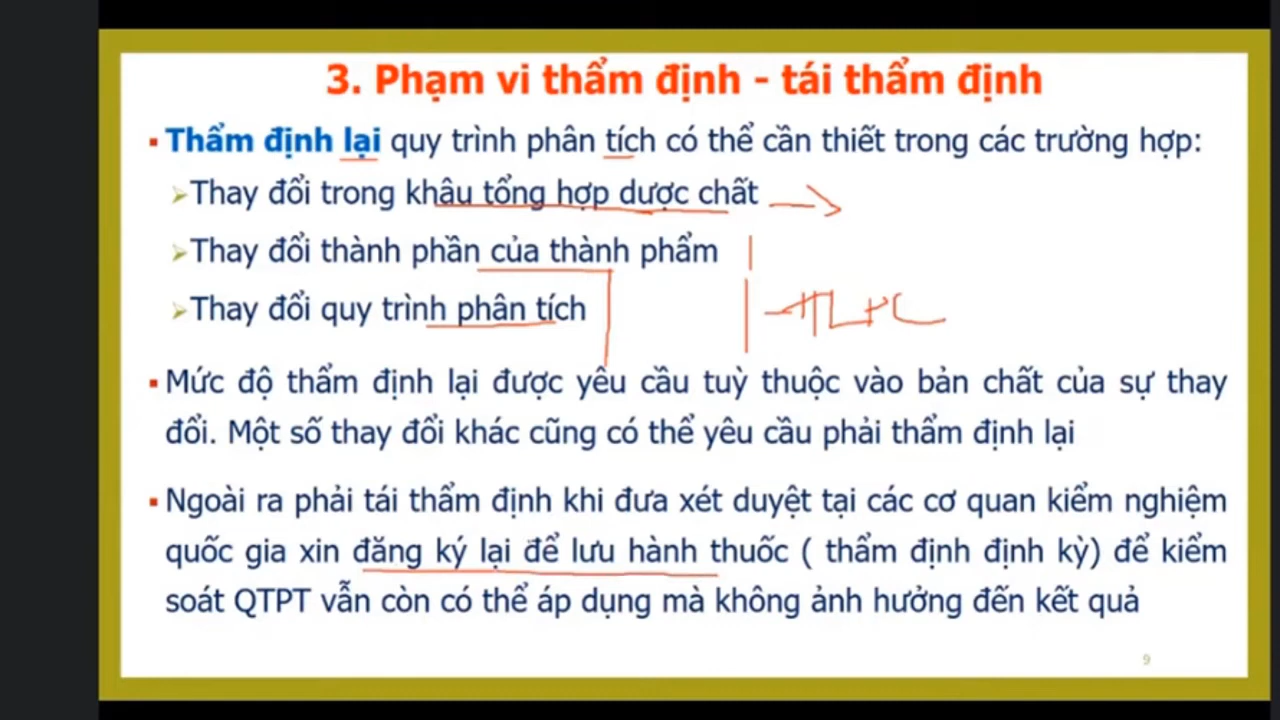 3. Phạm vi thẩm định - tái thẩm định
Thẩm định lại quy trình phân tích có thể cần thiết trong các trường hợp:
Thay đổi trong khâu tổng hợp dược chất
Thay đổi thành phần của thành phẩm
Thay đổi quy trình phân tích
Mức độ thẩm định lại được yêu cầu tuỳ thuộc vào bản chất của sự thay
đổi. Một số thay đổi khác cũng có thể yêu cầu phải thẩm định lại
Ngoài ra phải tái thẩm định khi đưa xét duyệt tại các cơ quan kiểm nghiệm
quốc gia xin đăng ký lại để lưu hành thuốc ( thẩm định định kỳ) để kiểm
soát QTPT vẫn còn có thể áp dụng mà không ảnh hưởng đến kết quả
9